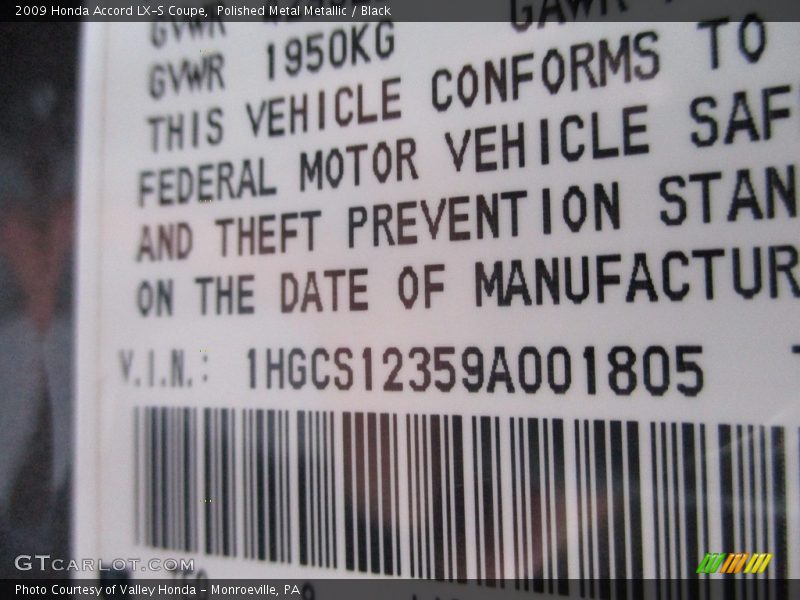 2009 Honda Accord LX-S Coupe,  Polished Metal Metallic / Black
GVWR 1950KG
THIS VEHICLE CONFORMS TO
FEDERAL MOTOR VEHICLE SAF
AND THEFT PREVENTION STAN
ON THE DATE OF MANUFACTUR
V.I.N.: 1HGCS12359A001805
GTCARLOT.COM
Photo Courtesy of Valley Honda - Monroeville, PA